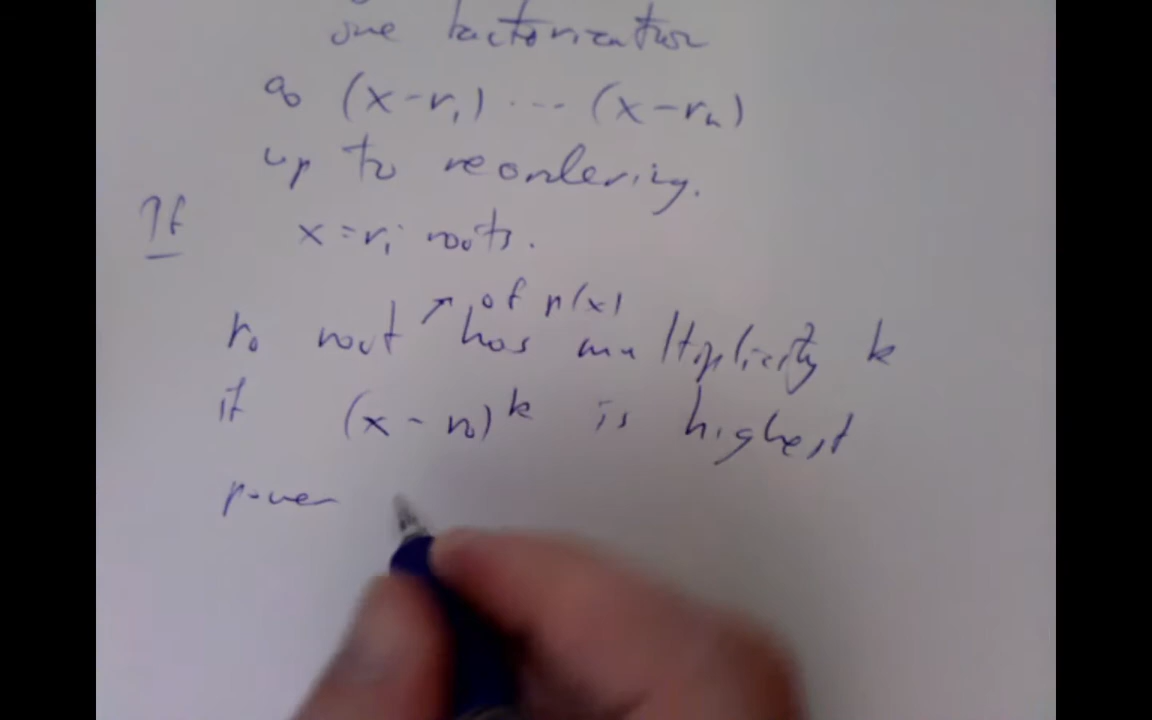 one factorization
as (x-r₁) ··· (x-rₙ)
up to reordering.
If x=rᵢ roots.
of p(x)
r₀ root ↗ has multiplicity k
if (x-r₀)ᵏ is highest
power